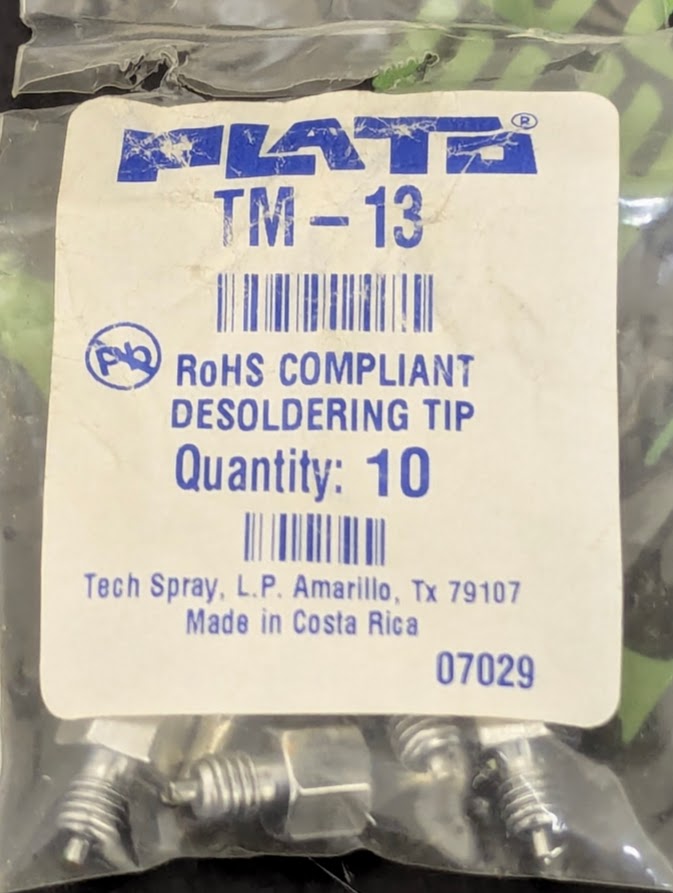 PLATO®
TM-13
Pb
RoHS COMPLIANT
DESOLDERING TIP
Quantity: 10
Tech Spray, L.P. Amarillo, Tx 79107
Made in Costa Rica
07029